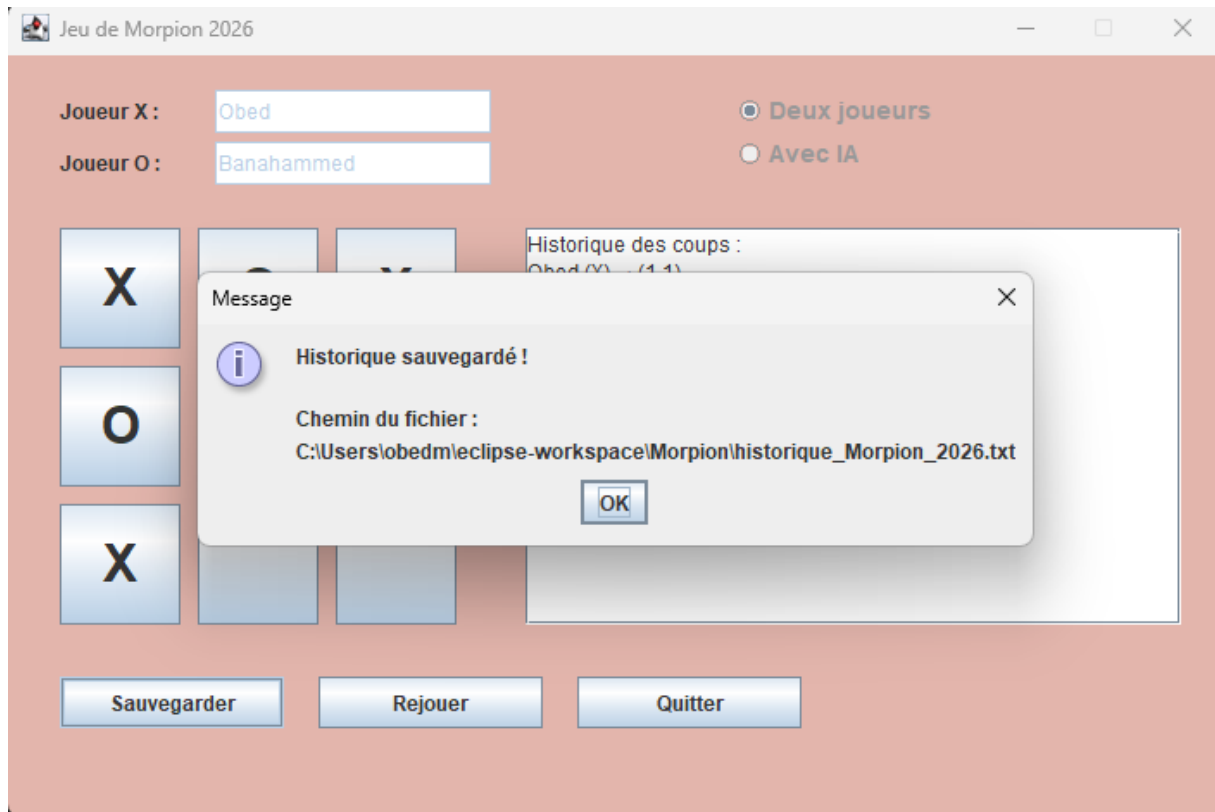 Jeu de Morpion 2026
Joueur X :
Obed
Deux joueurs
Joueur O :
Banahammed
Avec IA
Historique des coups :
X
Message
Historique sauvegardé !
O
Chemin du fichier :
C:\Users\obedm\eclipse-workspace\Morpion\historique_Morpion_2026.txt
OK
X
Sauvegarder
Rejouer
Quitter